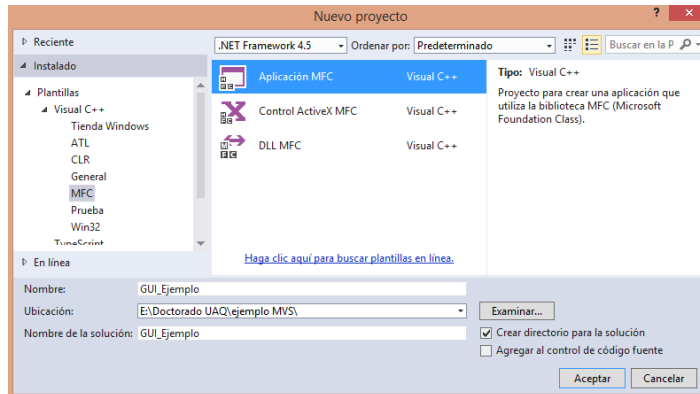 Nuevo proyecto
Reciente
.NET Framework 4.5 Ordenar por: Predeterminado Buscar en la P
Instalado
Plantillas
Visual C++
Tienda Windows
ATL
CLR
General
MFC
Prueba
Win32
TypeScript
En línea
Aplicación MFC Visual C++
Control ActiveX MFC Visual C++
DLL MFC Visual C++
Haga clic aquí para buscar plantillas en línea.
Tipo: Visual C++
Proyecto para crear una aplicación que
utiliza la biblioteca MFC (Microsoft
Foundation Class).
Nombre: GUI_Ejemplo
Ubicación: E:\Doctorado UAQ\ejemplo MVS\ Examinar...
Nombre de la solución: GUI_Ejemplo
Crear directorio para la solución
Agregar al control de código fuente
Aceptar Cancelar